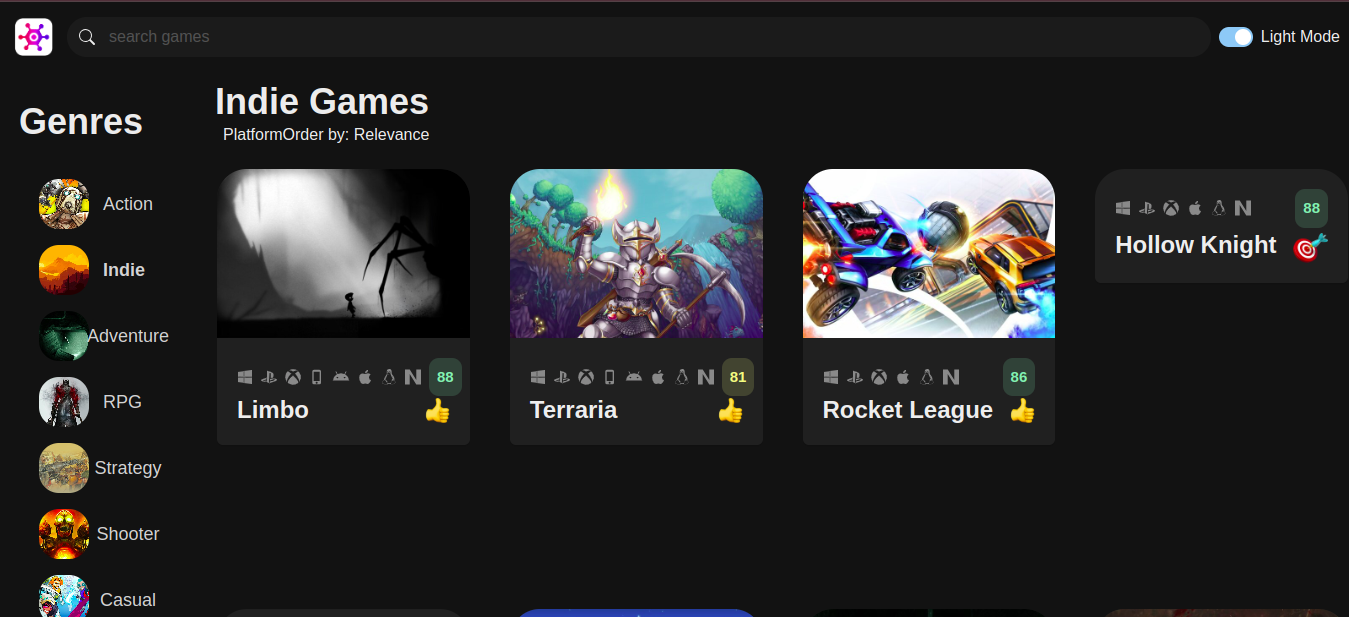 search games
Light Mode
Genres
Action
Indie
Adventure
RPG
Strategy
Shooter
Casual
Indie Games
PlatformOrder by: Relevance
88
Limbo
81
Terraria
86
Rocket League
88
Hollow Knight